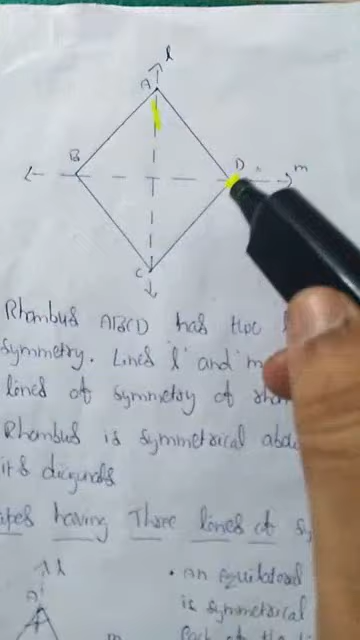 l
A
B
D
m
C
Rhombus ABCD has two
symmetry. Lines 'l' and m
lines of symmetry of
Rhombus is symmetrical
its diagonals
having Three lines of
l
A
• An equilateral
is symmetrical
m